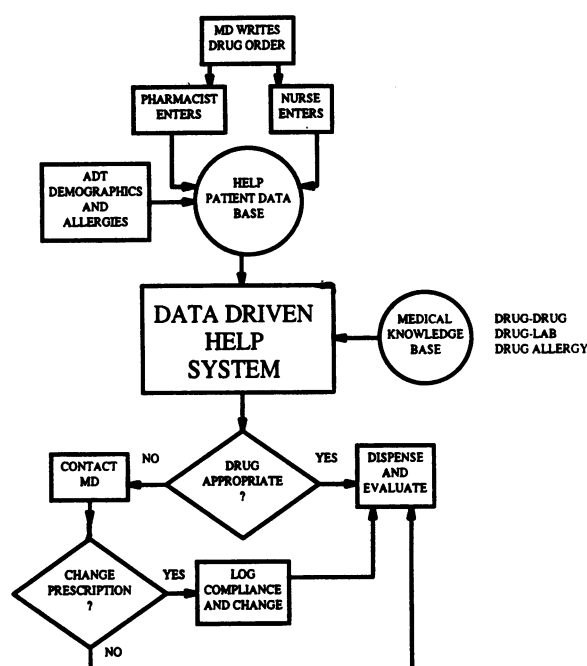 MD WRITES
DRUG ORDER
PHARMACIST
ENTERS
NURSE
ENTERS
ADT
DEMOGRAPHICS
AND
ALLERGIES
HELP
PATIENT DATA
BASE
DATA DRIVEN
HELP
SYSTEM
MEDICAL
KNOWLEDGE
BASE
DRUG-DRUG
DRUG-LAB
DRUG ALLERGY
NO
DRUG
APPROPRIATE
?
YES
DISPENSE
AND
EVALUATE
CONTACT
MD
CHANGE
PRESCRIPTION
?
YES
LOG
COMPLIANCE
AND CHANGE
NO